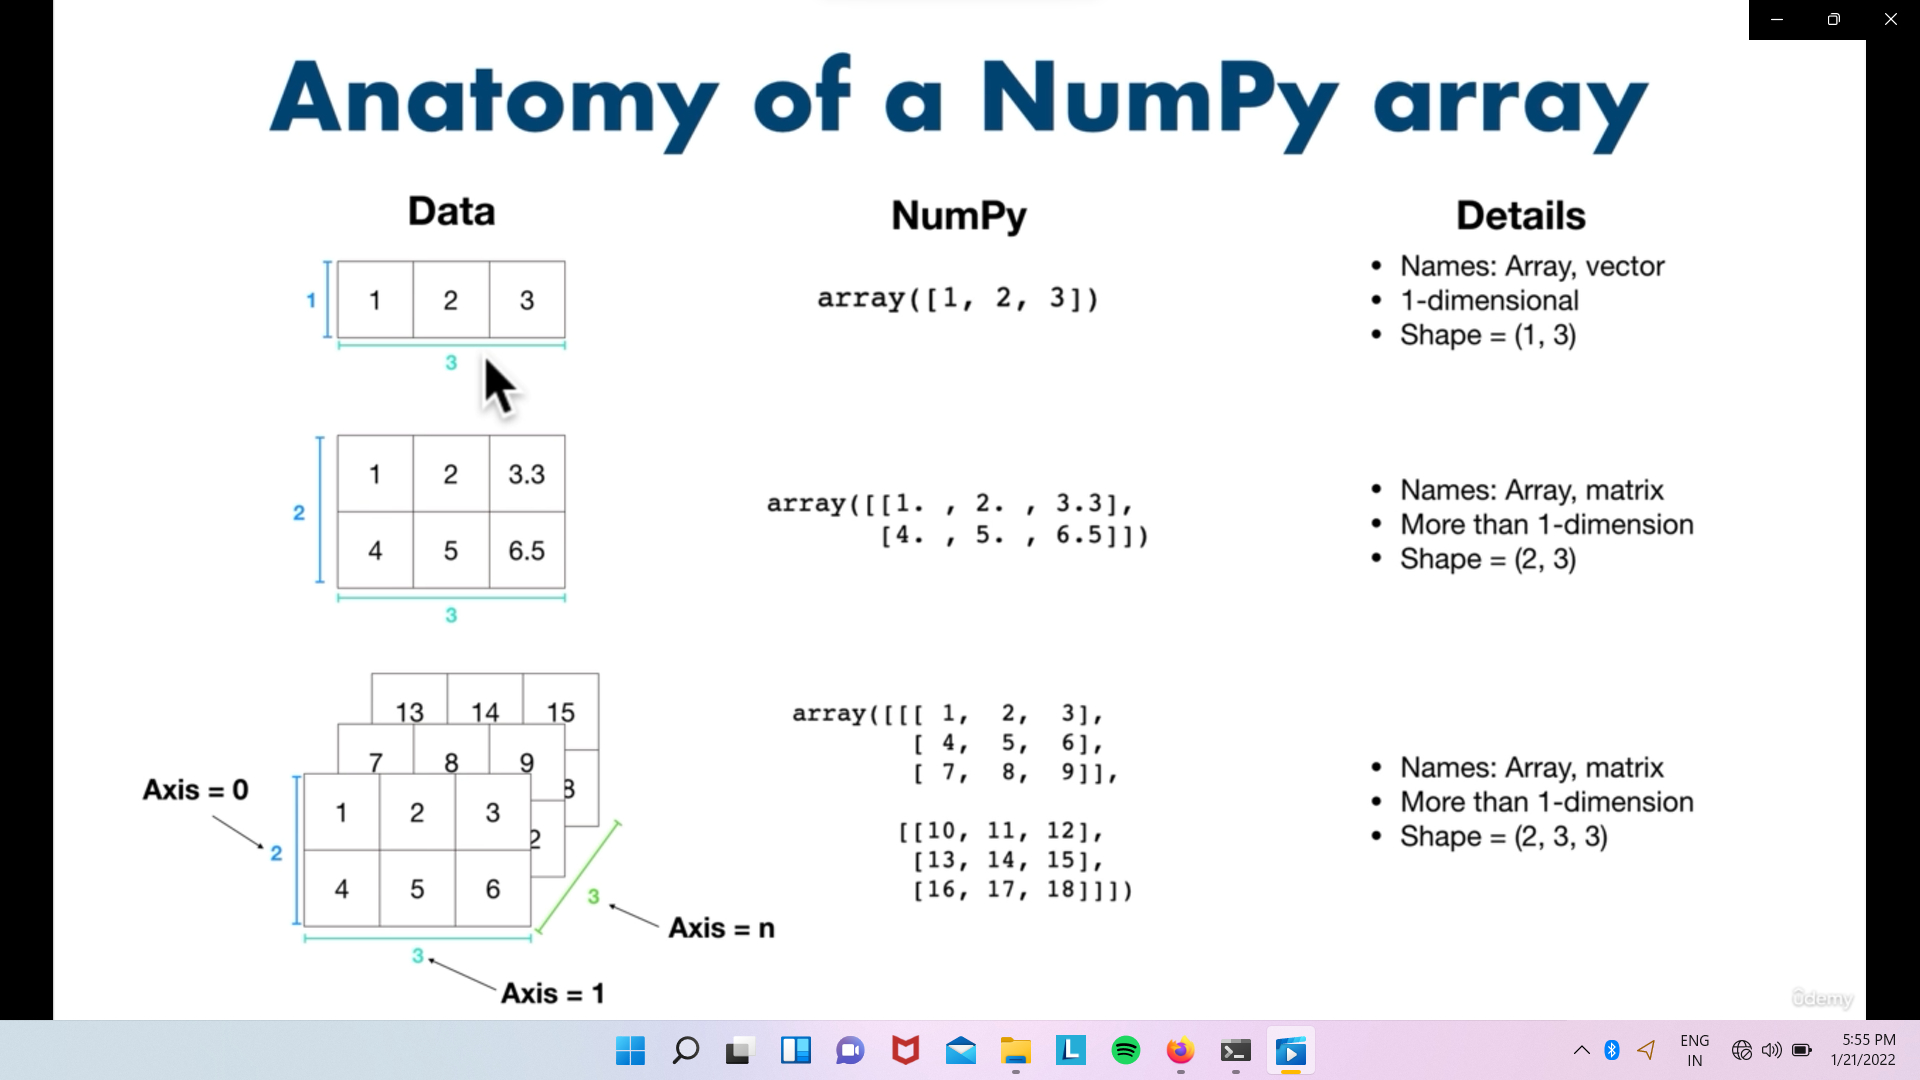 Anatomy of a NumPy array
Data
NumPy
Details
1
1 2 3
3
array([1, 2, 3])
• Names: Array, vector
• 1-dimensional
• Shape = (1, 3)
2
1 2 3.3
4 5 6.5
3
array([[1. , 2. , 3.3],
[4. , 5. , 6.5]])
• Names: Array, matrix
• More than 1-dimension
• Shape = (2, 3)
13 14 15
7 8 9
8
Axis = 0
1 2 3
2
2
4 5 6
3
Axis = n
3
Axis = 1
array([[[ 1, 2, 3],
[ 4, 5, 6],
[ 7, 8, 9]],
[[10, 11, 12],
[13, 14, 15],
[16, 17, 18]]])
• Names: Array, matrix
• More than 1-dimension
• Shape = (2, 3, 3)
ûdemy
L
ENG
IN
5:55 PM
1/21/2022